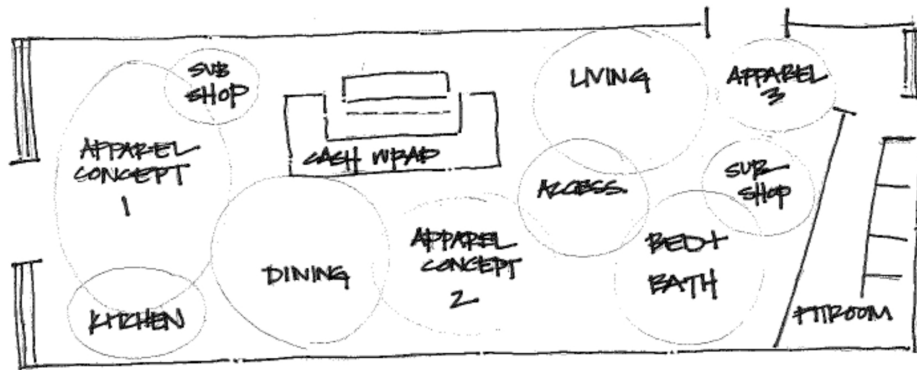 SUB
SHOP
APPAREL
CONCEPT
1
KITCHEN
CASH WRAP
DINING
APPAREL
CONCEPT
2
LIVING
ACCESS.
BED+
BATH
APPAREL
3
SUB
SHOP
FITROOM